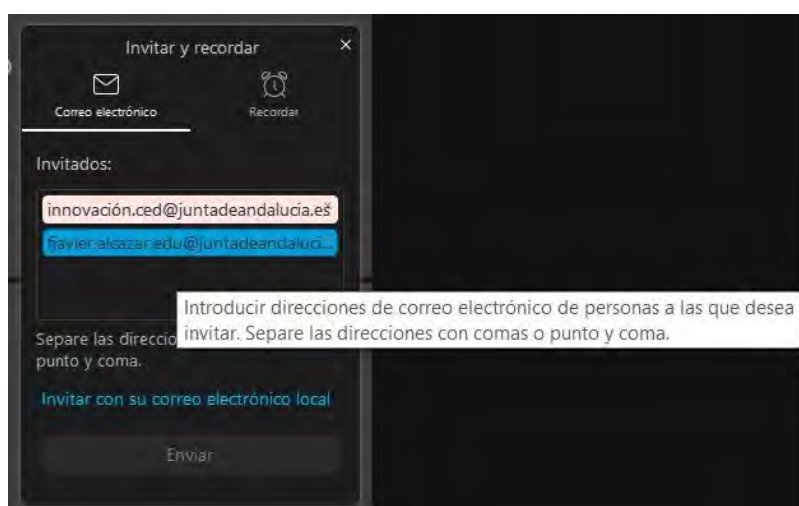 Invitar y recordar
Correo electrónico
Recordar
Invitados:
innovación.ced@juntadeandalucia.es
fjavier.alcazar.edu@juntadeandaluci...
Introducir direcciones de correo electrónico de personas a las que desea
invitar. Separe las direcciones con comas o punto y coma.
Separe las direccio
punto y coma.
Invitar con su correo electrónico local
Enviar